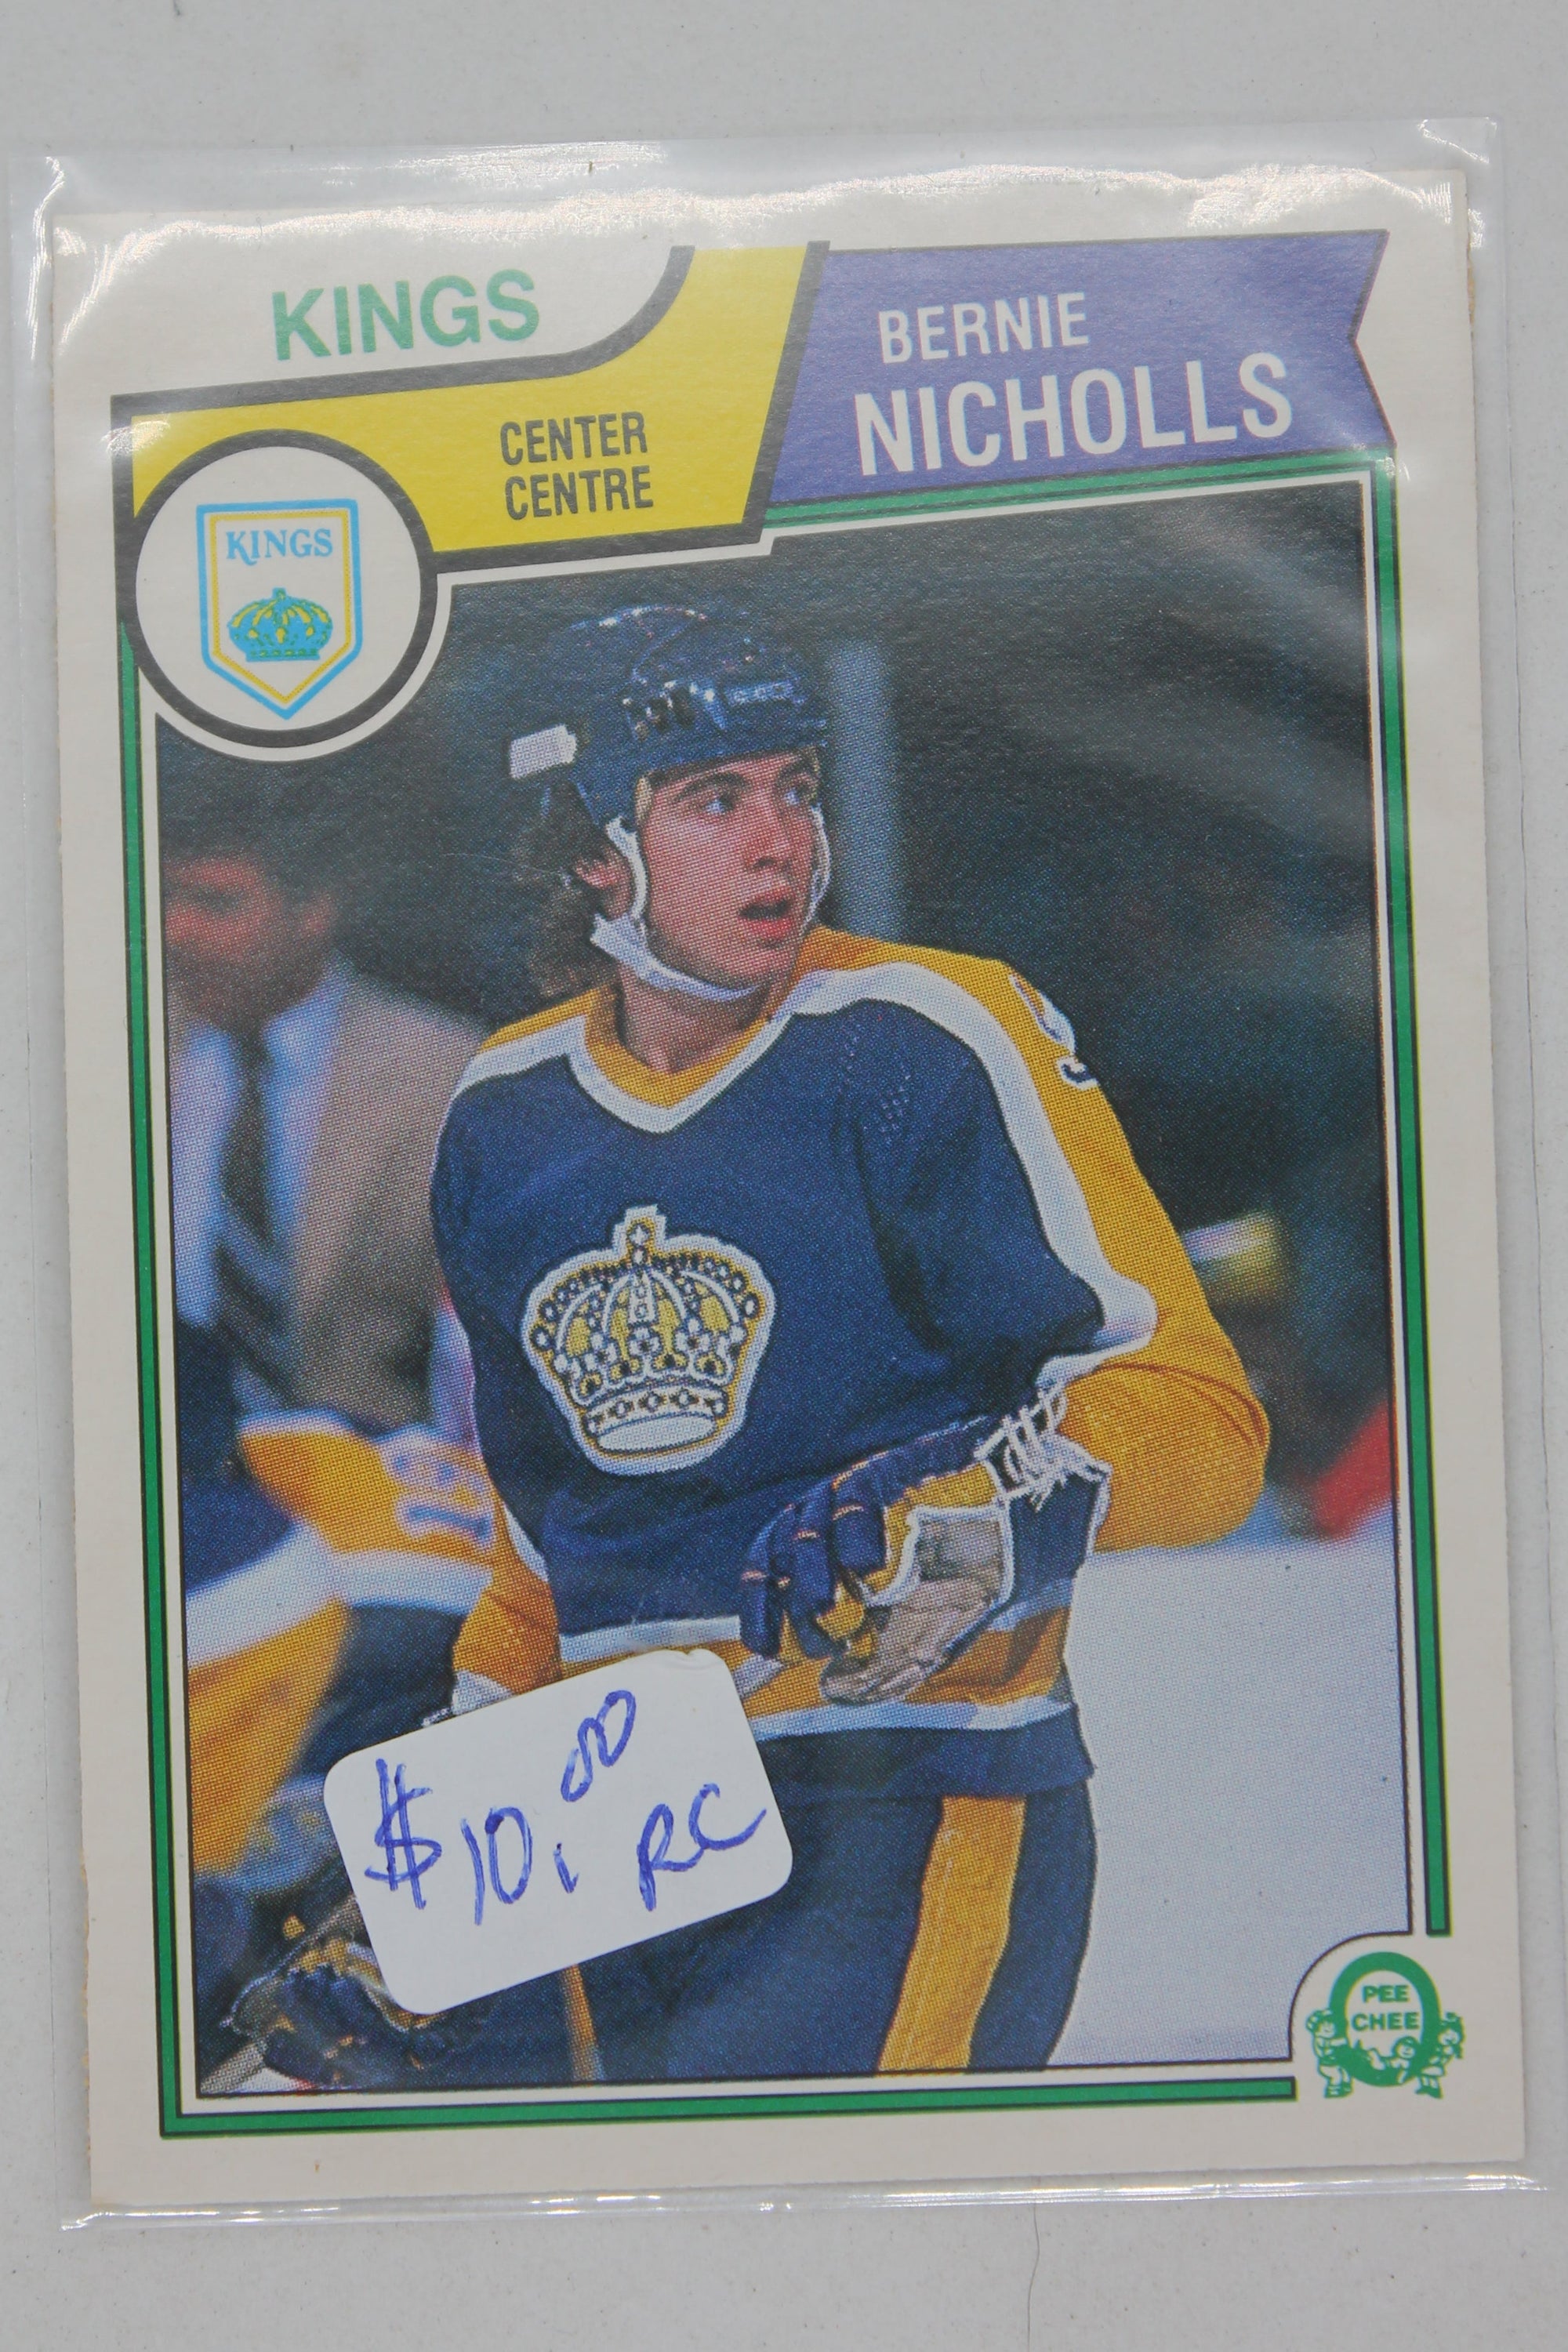 KINGS
BERNIE
NICHOLLS
CENTER
CENTRE
KINGS
$10.00
RC
PEE
CHEE